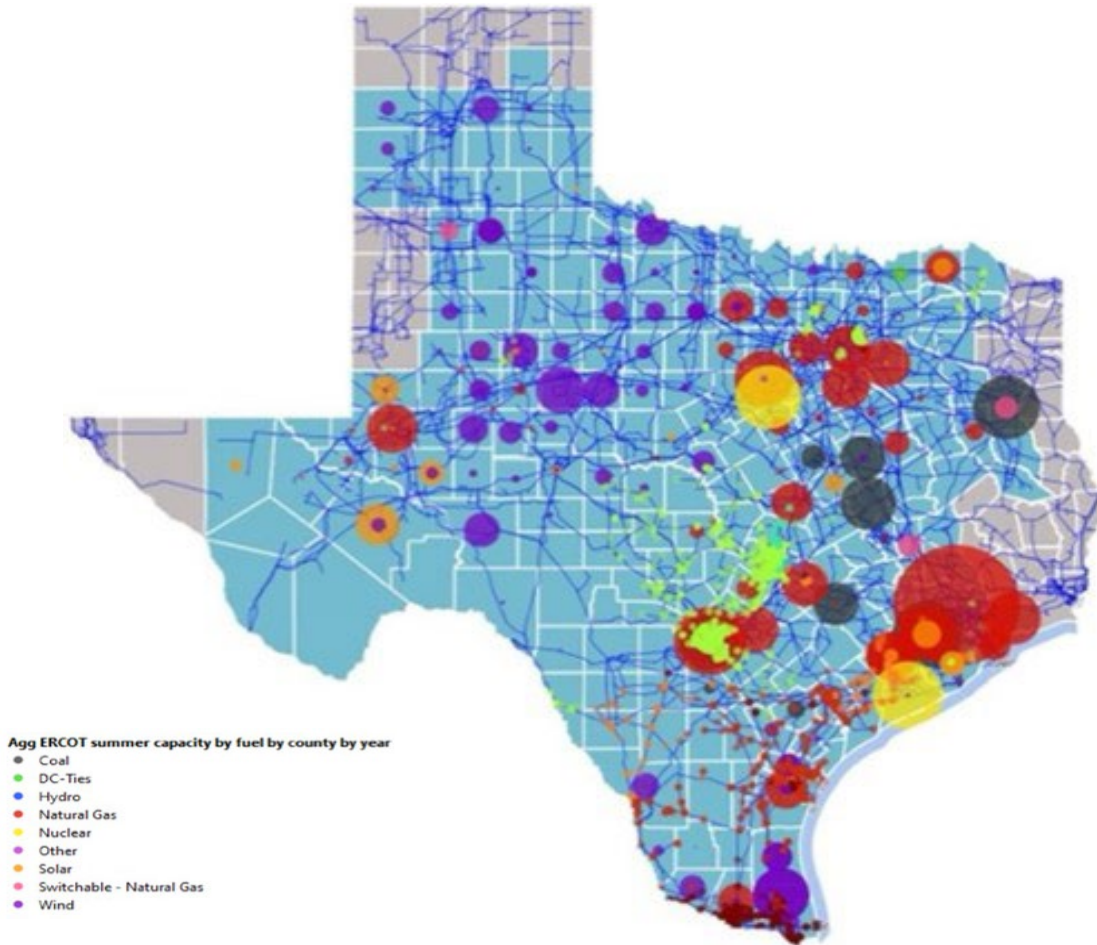 Agg ERCOT summer capacity by fuel by county by year
Coal
DC-Ties
Hydro
Natural Gas
Nuclear
Other
Solar
Switchable - Natural Gas
Wind